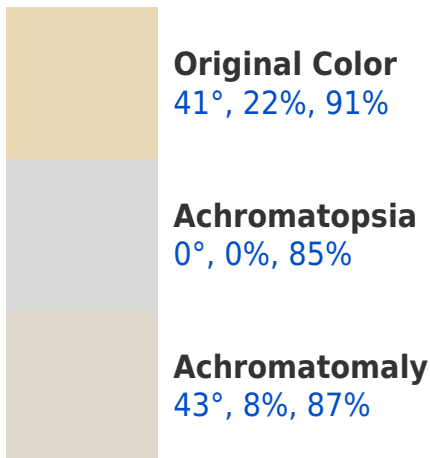 Original Color
41°, 22%, 91%
Achromatopsia
0°, 0%, 85%
Achromatomaly
43°, 8%, 87%